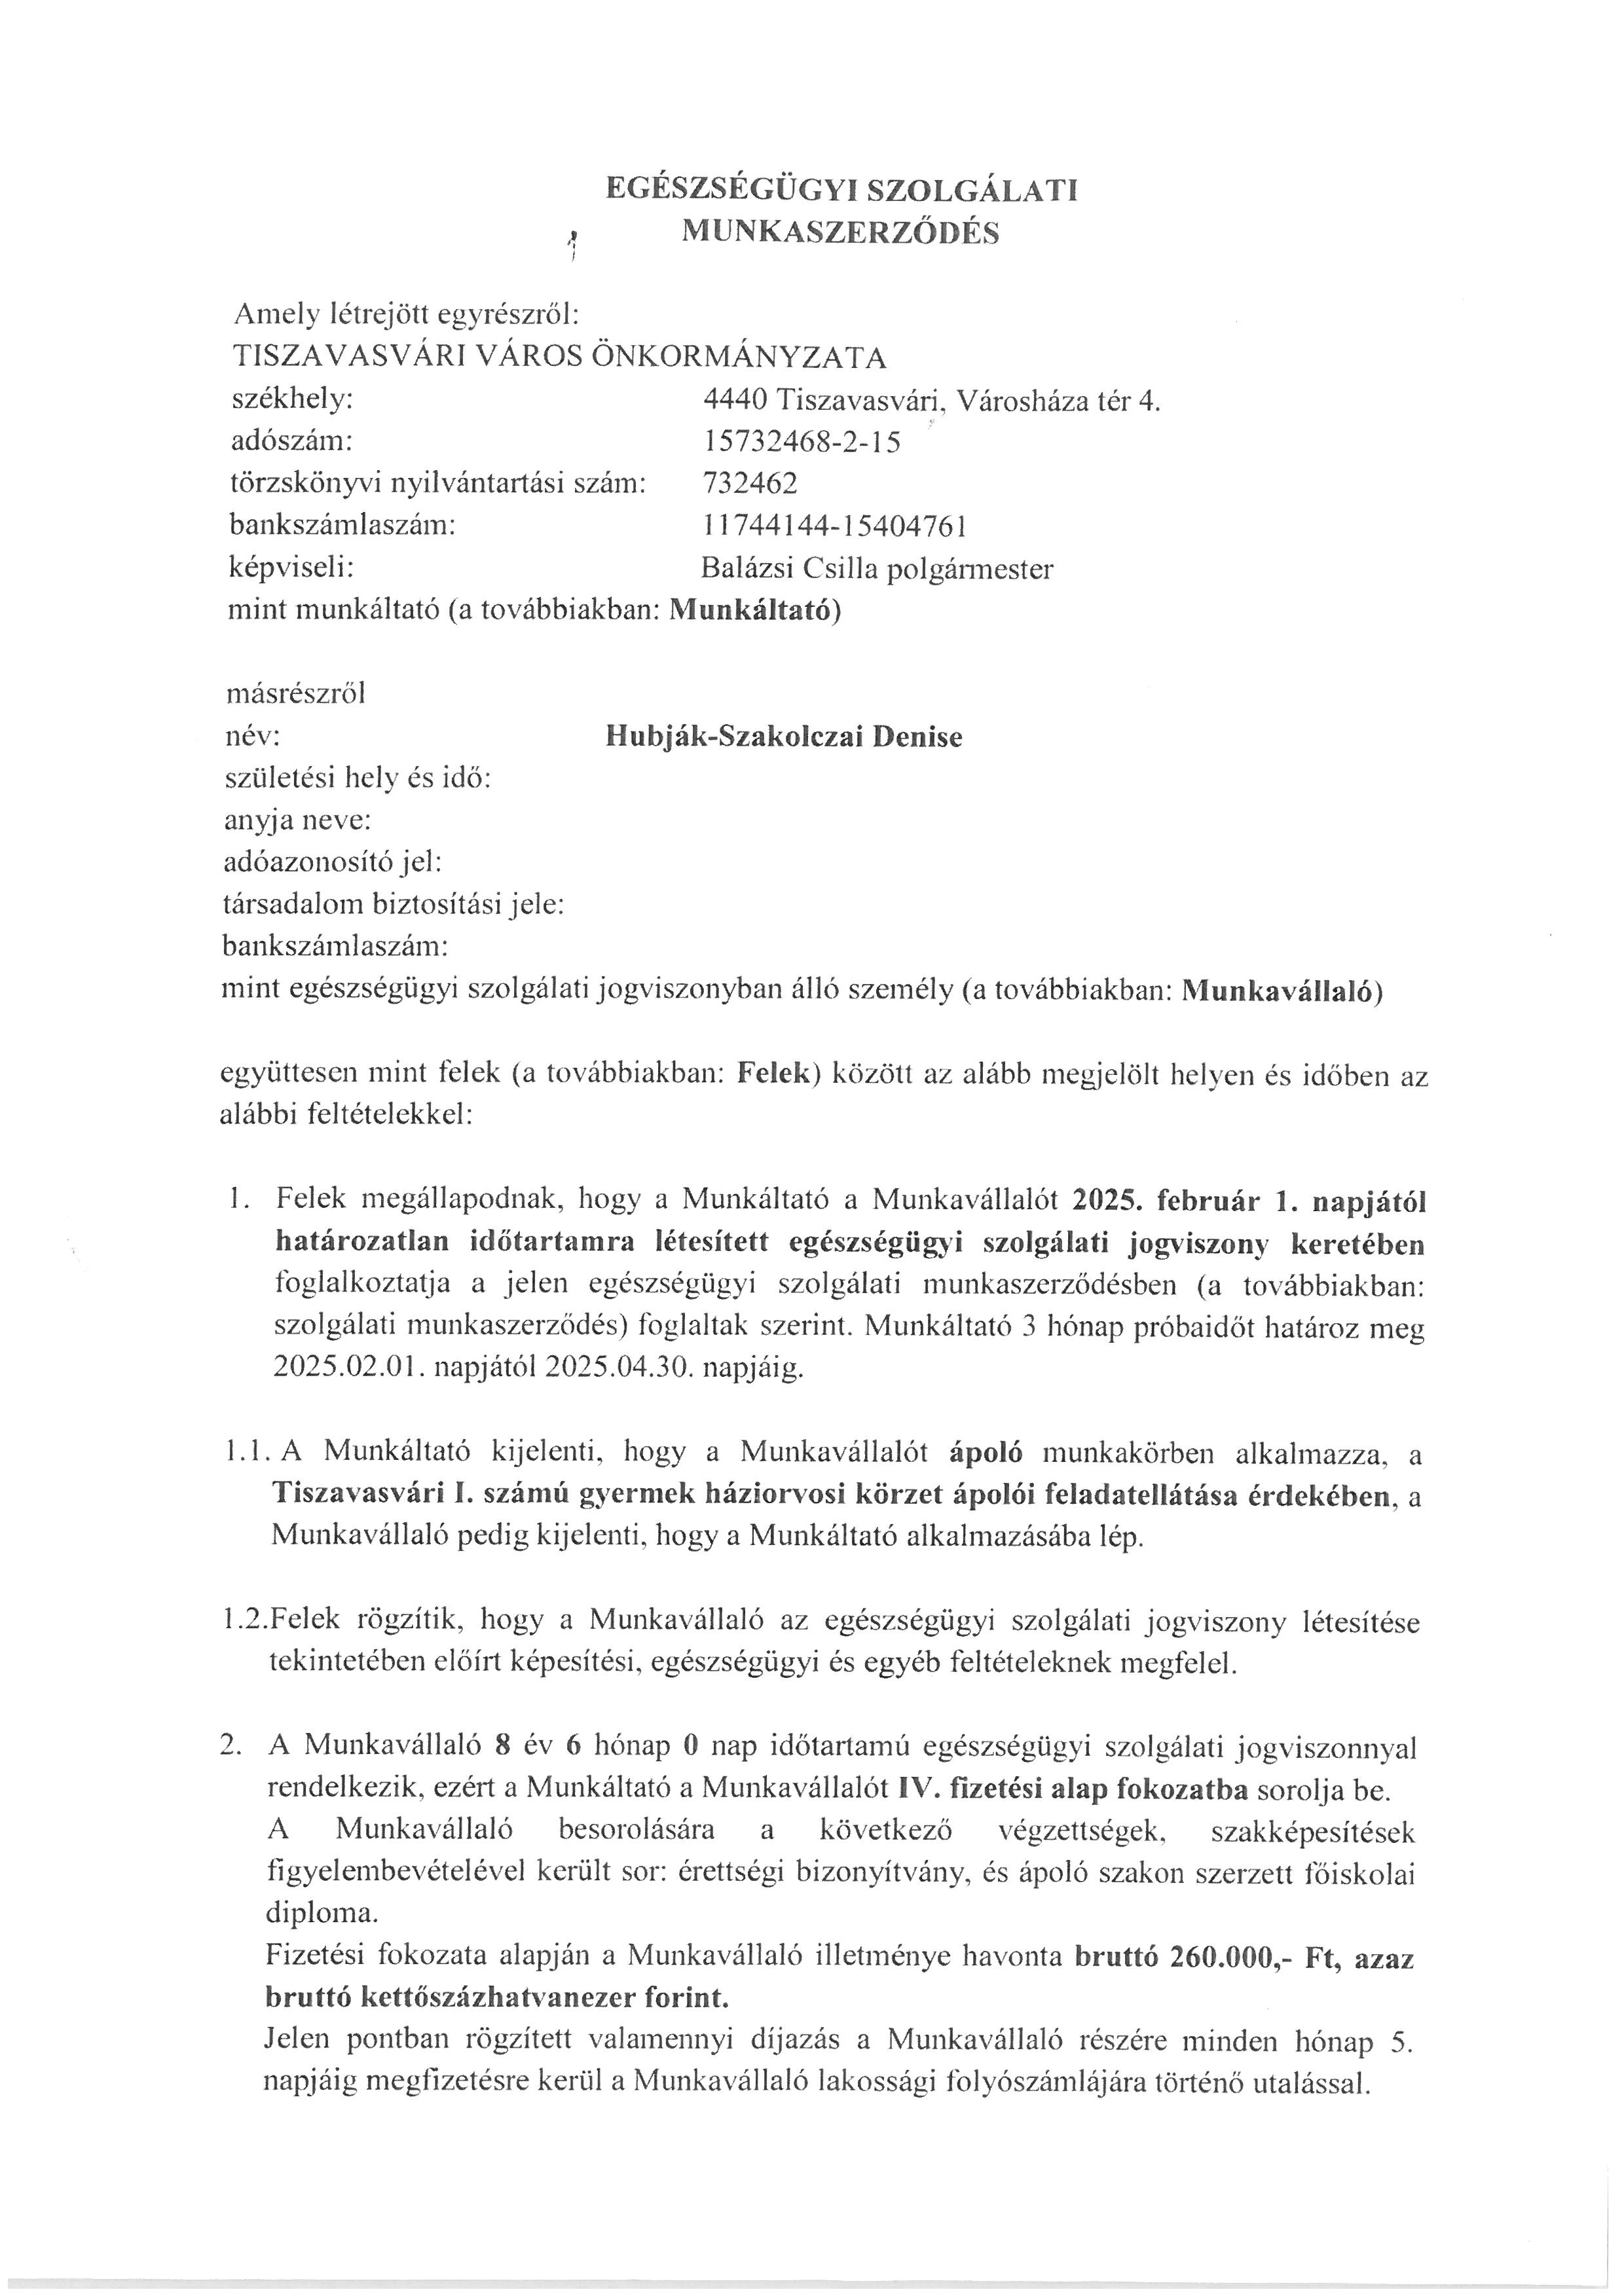 EGÉSZSÉGÜGYI SZOLGÁLATI
MUNKASZERZŐDÉS
Amely létrejött egyrészről:
TISZAVASVÁRI VÁROS ÖNKORMÁNYZATA
székhely: 4440 Tiszavasvári, Városháza tér 4.
adószám: 15732468-2-15
törzskönyvi nyilvántartási szám: 732462
bankszámlaszám: 11744144-15404761
képviseli: Balázsi Csilla polgármester
mint munkáltató (a továbbiakban: Munkáltató)
másrészről
név: Hubják-Szakolczai Denise
születési hely és idő:
anyja neve:
adóazonosító jel:
társadalom biztosítási jele:
bankszámlaszám:
mint egészségügyi szolgálati jogviszonyban álló személy (a továbbiakban: Munkavállaló)
együttesen mint felek (a továbbiakban: Felek) között az alább megjelölt helyen és időben az
alábbi feltételekkel:
1. Felek megállapodnak, hogy a Munkáltató a Munkavállalót 2025. február 1. napjától
határozatlan időtartamra létesített egészségügyi szolgálati jogviszony keretében
foglalkoztatja a jelen egészségügyi szolgálati munkaszerződésben (a továbbiakban:
szolgálati munkaszerződés) foglaltak szerint. Munkáltató 3 hónap próbaidőt határoz meg
2025.02.01. napjától 2025.04.30. napjáig.
1.1. A Munkáltató kijelenti, hogy a Munkavállalót ápoló munkakörben alkalmazza, a
Tiszavasvári I. számú gyermek háziorvosi körzet ápolói feladatellátása érdekében, a
Munkavállaló pedig kijelenti, hogy a Munkáltató alkalmazásába lép.
1.2.Felek rögzítik, hogy a Munkavállaló az egészségügyi szolgálati jogviszony létesítése
tekintetében előírt képesítési, egészségügyi és egyéb feltételeknek megfelel.
2. A Munkavállaló 8 év 6 hónap 0 nap időtartamú egészségügyi szolgálati jogviszonnyal
rendelkezik, ezért a Munkáltató a Munkavállalót IV. fizetési alap fokozatba sorolja be.
A Munkavállaló besorolására a következő végzettségek, szakképesítések
figyelembevételével került sor: érettségi bizonyítvány, és ápoló szakon szerzett főiskolai
diploma.
Fizetési fokozata alapján a Munkavállaló illetménye havonta bruttó 260.000,- Ft, azaz
bruttó kettőszázhatvanezer forint.
Jelen pontban rögzített valamennyi díjazás a Munkavállaló részére minden hónap 5.
napjáig megfizetésre kerül a Munkavállaló lakossági folyószámlájára történő utalással.